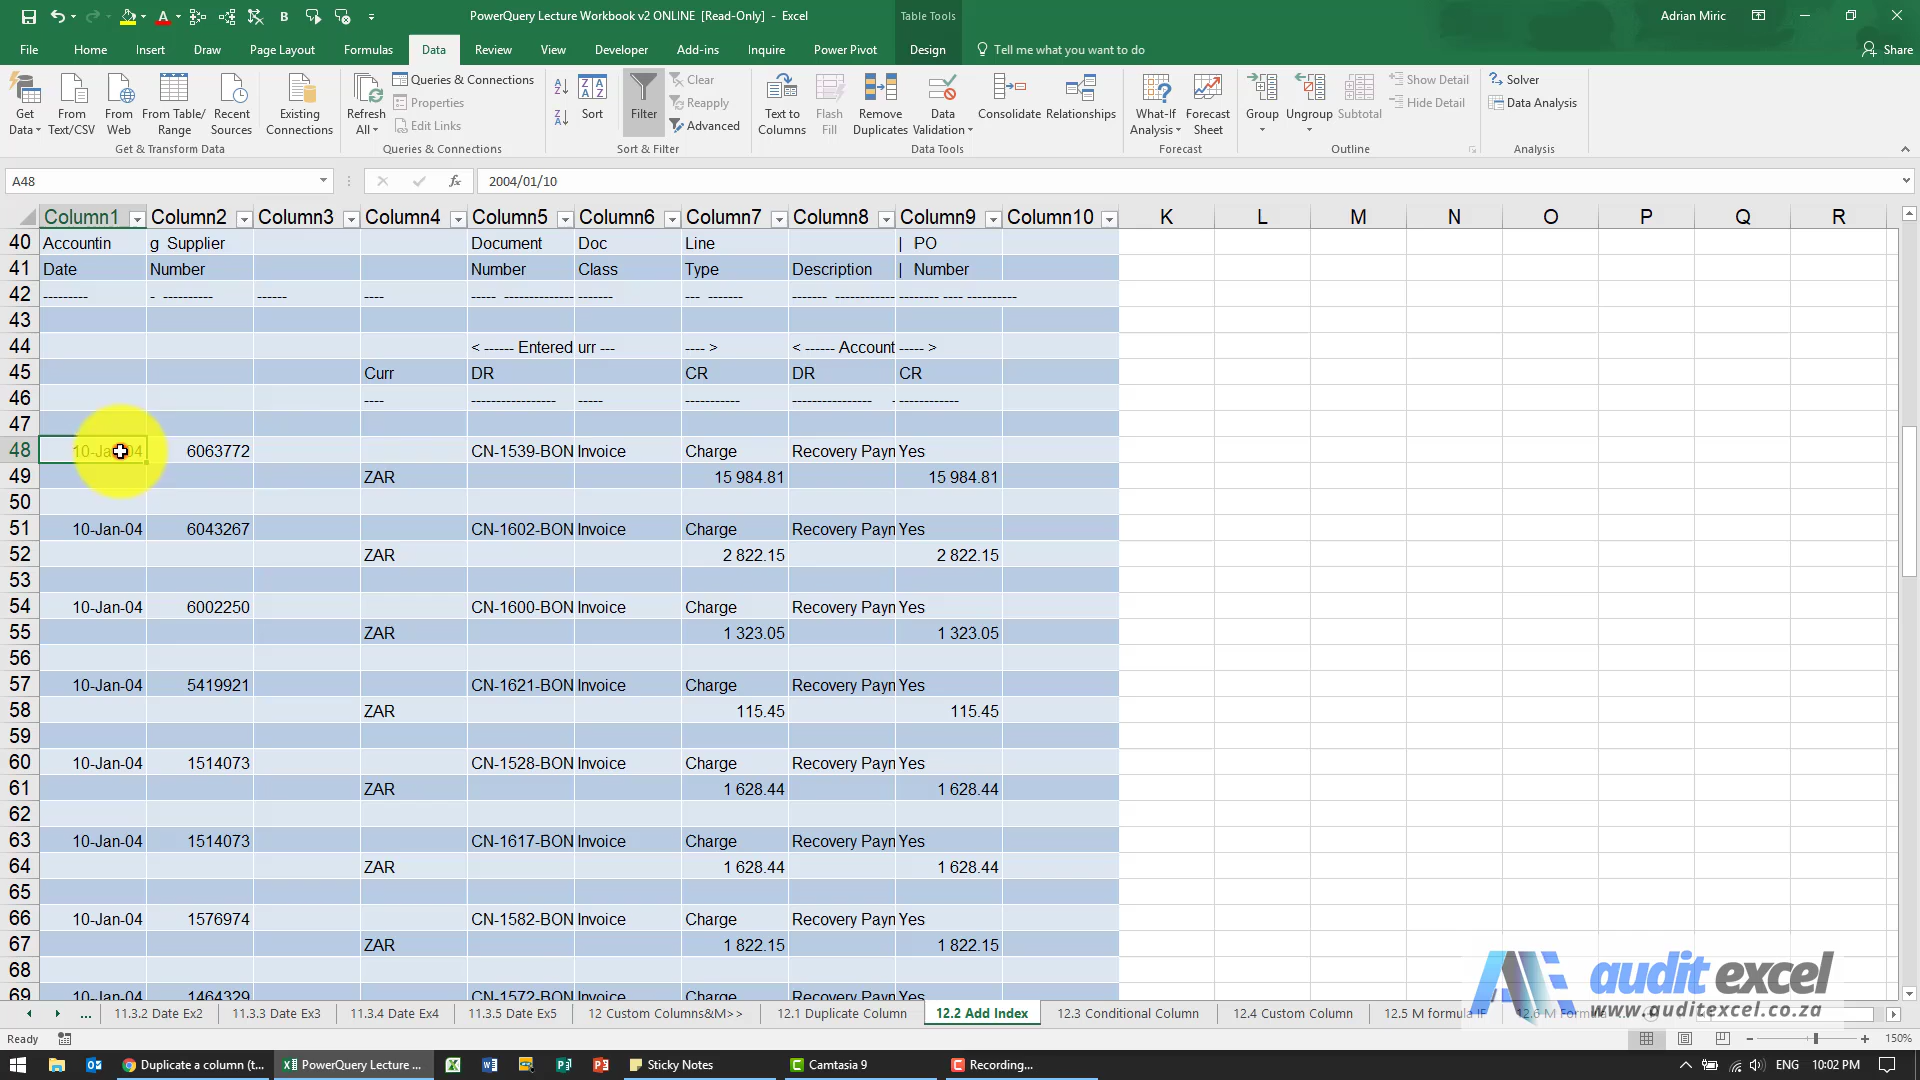 PowerQuery Lecture Workbook v2 ONLINE [Read-Only] - Excel
Table Tools
Adrian Miric
File Home Insert Draw Page Layout Formulas Data Review View Developer Add-ins Inquire Power Pivot Design Tell me what you want to do Share
Get Data From Text/CSV From Web From Table/ Range Recent Sources Existing Connections
Get & Transform Data
Refresh All Queries & Connections Properties Edit Links
Queries & Connections
Sort Filter Clear Reapply Advanced
Sort & Filter
Text to Columns Flash Fill Remove Duplicates Data Validation Consolidate Relationships
Data Tools
What-If Analysis Forecast Sheet
Forecast
Group Ungroup Subtotal Show Detail Hide Detail
Outline
Solver Data Analysis
Analysis
A48 fx 2004/01/10
Column1 Column2 Column3 Column4 Column5 Column6 Column7 Column8 Column9 Column10 K L M N O P Q R
40 Accountin g Supplier Document Doc Line | PO
41 Date Number Number Class Type Description | Number
42 --------- - ---------- ------ ---- ----- -------------- ------- --- ------- ------- ------------ -------- ---- ----------
43
44 < ------ Entered urr --- ---- > < ------ Account ----- >
45 Curr DR CR DR CR
46 ---- ----------------- ----- ----------- ---------------- - ------------
47
48 10-Jan-04 6063772 CN-1539-BON Invoice Charge Recovery Payn Yes
49 ZAR 15 984.81 15 984.81
50
51 10-Jan-04 6043267 CN-1602-BON Invoice Charge Recovery Payn Yes
52 ZAR 2 822.15 2 822.15
53
54 10-Jan-04 6002250 CN-1600-BON Invoice Charge Recovery Payn Yes
55 ZAR 1 323.05 1 323.05
56
57 10-Jan-04 5419921 CN-1621-BON Invoice Charge Recovery Payn Yes
58 ZAR 115.45 115.45
59
60 10-Jan-04 1514073 CN-1528-BON Invoice Charge Recovery Payn Yes
61 ZAR 1 628.44 1 628.44
62
63 10-Jan-04 1514073 CN-1617-BON Invoice Charge Recovery Payn Yes
64 ZAR 1 628.44 1 628.44
65
66 10-Jan-04 1576974 CN-1582-BON Invoice Charge Recovery Payn Yes
67 ZAR 1 822.15 1 822.15
68
69 10-Jan-04 1464329 CN-1572-BON Invoice Charge Recovery Payn Yes
audit excel
www.auditexcel.co.za
... 11.3.2 Date Ex2 11.3.3 Date Ex3 11.3.4 Date Ex4 11.3.5 Date Ex5 12 Custom Columns&M>> 12.1 Duplicate Column 12.2 Add Index 12.3 Conditional Column 12.4 Custom Column 12.5 M formula IF
Ready 150%
Duplicate a column (t... PowerQuery Lecture ... Sticky Notes Camtasia 9 Recording... ENG 10:02 PM